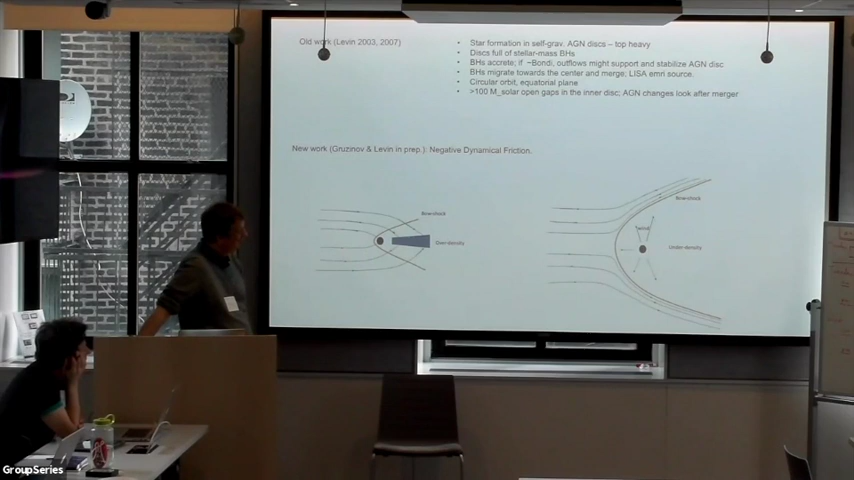 Old work (Levin 2003, 2007)
• Star formation in self-grav. AGN discs – top heavy
• Discs full of stellar-mass BHs
• BHs accrete; if ~Bondi, outflows might support and stabilize AGN disc
• BHs migrate towards the center and merge; LISA emri source.
• Circular orbit, equatorial plane
• >100 M_solar open gaps in the inner disc; AGN changes look after merger
New work (Gruzinov & Levin in prep.): Negative Dynamical Friction.
Bow-shock
Over-density
Bow-shock
Under-density
GroupSeries